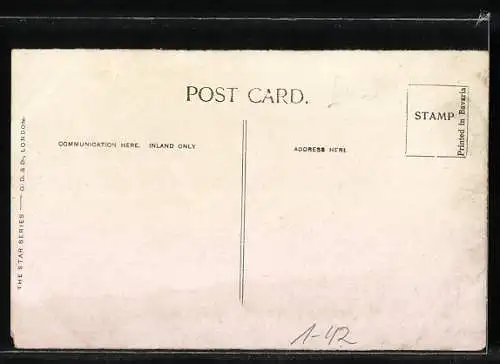 POST CARD.
STAMP
Printed in Bavaria
COMMUNICATION HERE. INLAND ONLY
ADDRESS HERE.
THE STAR SERIES — G. D. & D., LONDON.
1-42